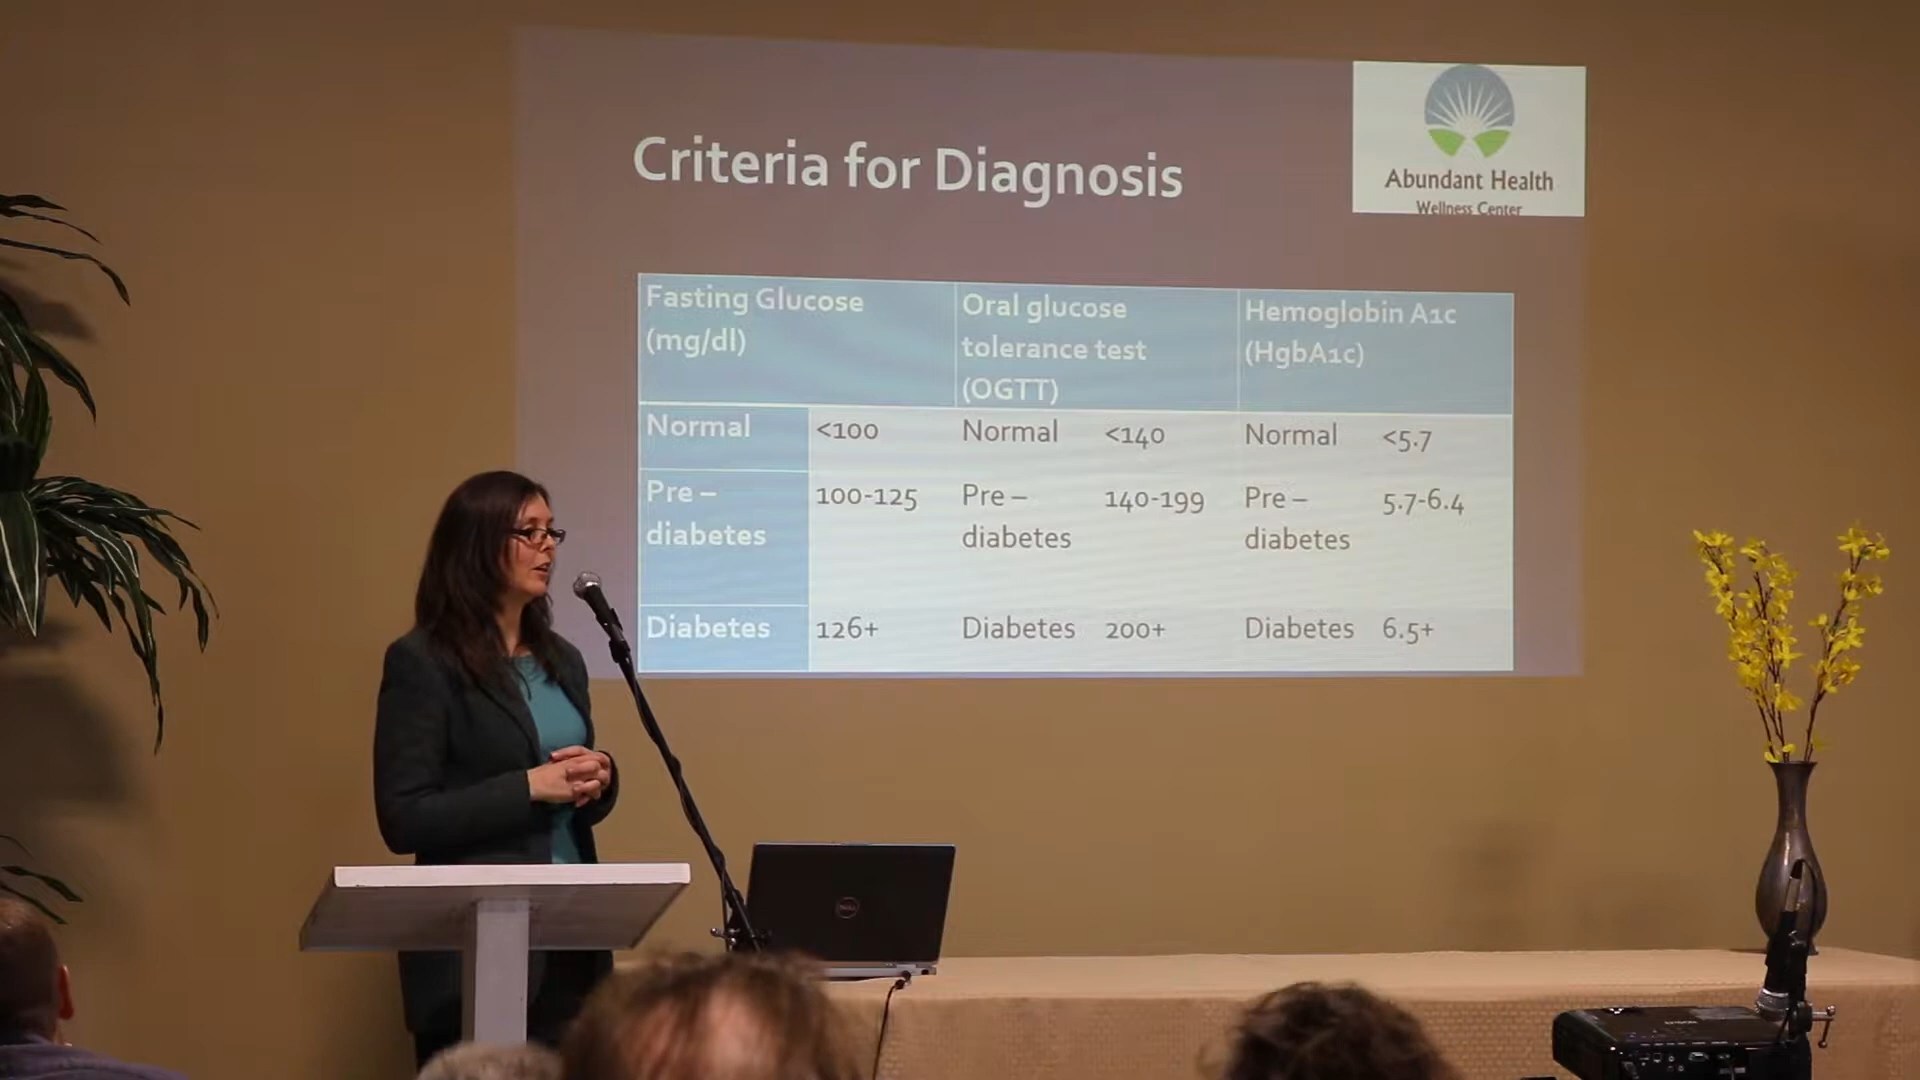 Criteria for Diagnosis
Abundant Health
Wellness Center
Fasting Glucose
(mg/dl)
Oral glucose
tolerance test
(OGTT)
Hemoglobin A1c
(HgbA1c)
Normal <100 Normal <140 Normal <5.7
Pre –
diabetes
100-125
Pre –
diabetes
140-199
Pre –
diabetes
5.7-6.4
Diabetes 126+ Diabetes 200+ Diabetes 6.5+
DELL
EPSON